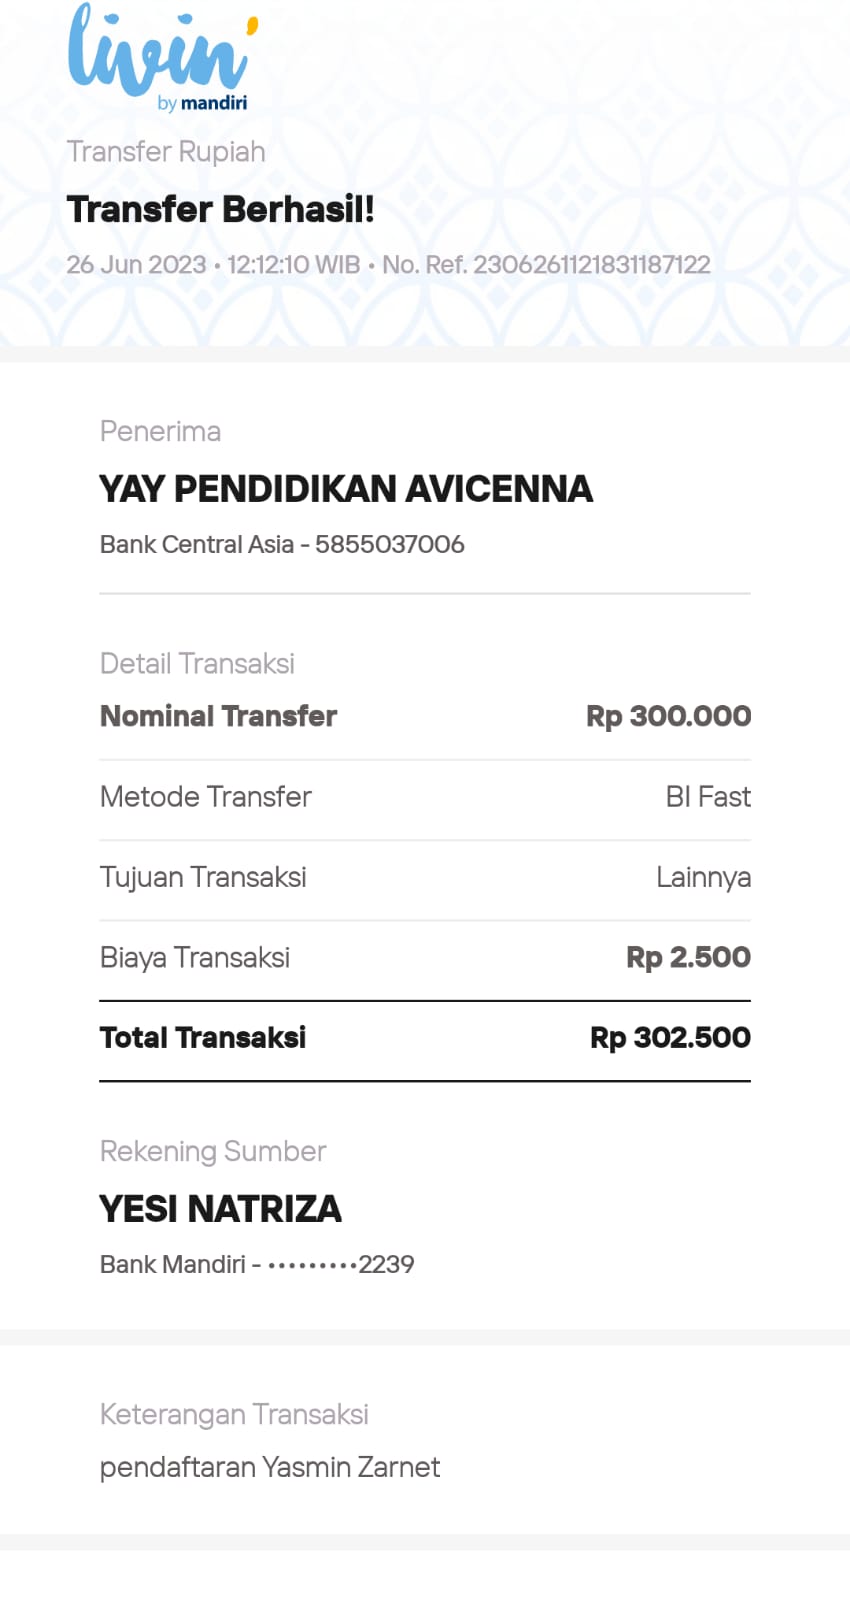 livin'
by mandiri
Transfer Rupiah
Transfer Berhasil!
26 Jun 2023 • 12:12:10 WIB • No. Ref. 2306261121831187122
Penerima
YAY PENDIDIKAN AVICENNA
Bank Central Asia - 5855037006
Detail Transaksi
Nominal Transfer Rp 300.000
Metode Transfer BI Fast
Tujuan Transaksi Lainnya
Biaya Transaksi Rp 2.500
Total Transaksi Rp 302.500
Rekening Sumber
YESI NATRIZA
Bank Mandiri - •••••••••2239
Keterangan Transaksi
pendaftaran Yasmin Zarnet